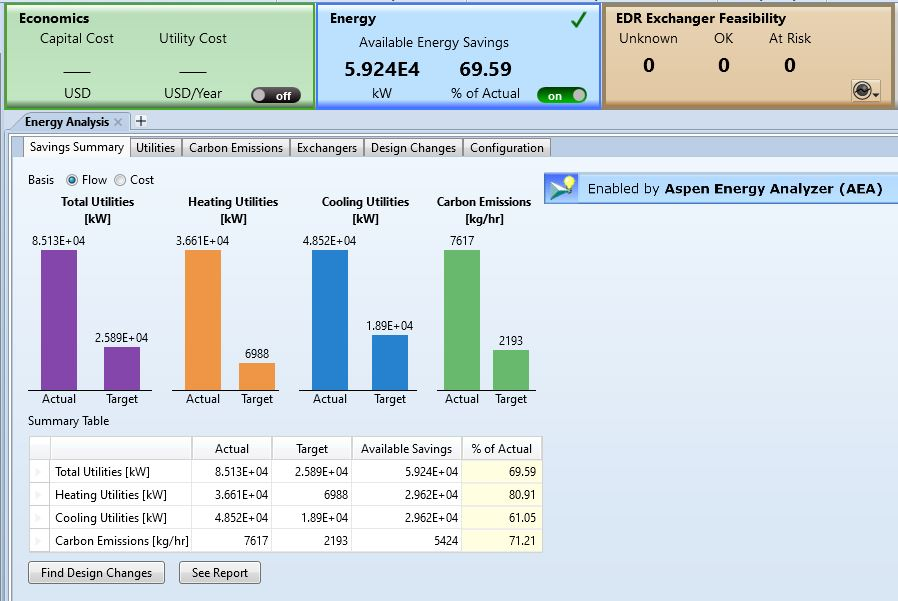 Economics
Capital Cost Utility Cost
USD USD/Year off
Energy
Available Energy Savings
5.924E4 69.59
kW % of Actual on
EDR Exchanger Feasibility
Unknown OK At Risk
0 0 0
Energy Analysis × +
Savings Summary Utilities Carbon Emissions Exchangers Design Changes Configuration
Basis Flow Cost
Enabled by Aspen Energy Analyzer (AEA)
Total Utilities
[kW]
8.513E+04
2.589E+04
Actual Target
Heating Utilities
[kW]
3.661E+04
6988
Actual Target
Cooling Utilities
[kW]
4.852E+04
1.89E+04
Actual Target
Carbon Emissions
[kg/hr]
7617
2193
Actual Target
Summary Table
Actual Target Available Savings % of Actual
Total Utilities [kW] 8.513E+04 2.589E+04 5.924E+04 69.59
Heating Utilities [kW] 3.661E+04 6988 2.962E+04 80.91
Cooling Utilities [kW] 4.852E+04 1.89E+04 2.962E+04 61.05
Carbon Emissions [kg/hr] 7617 2193 5424 71.21
Find Design Changes See Report